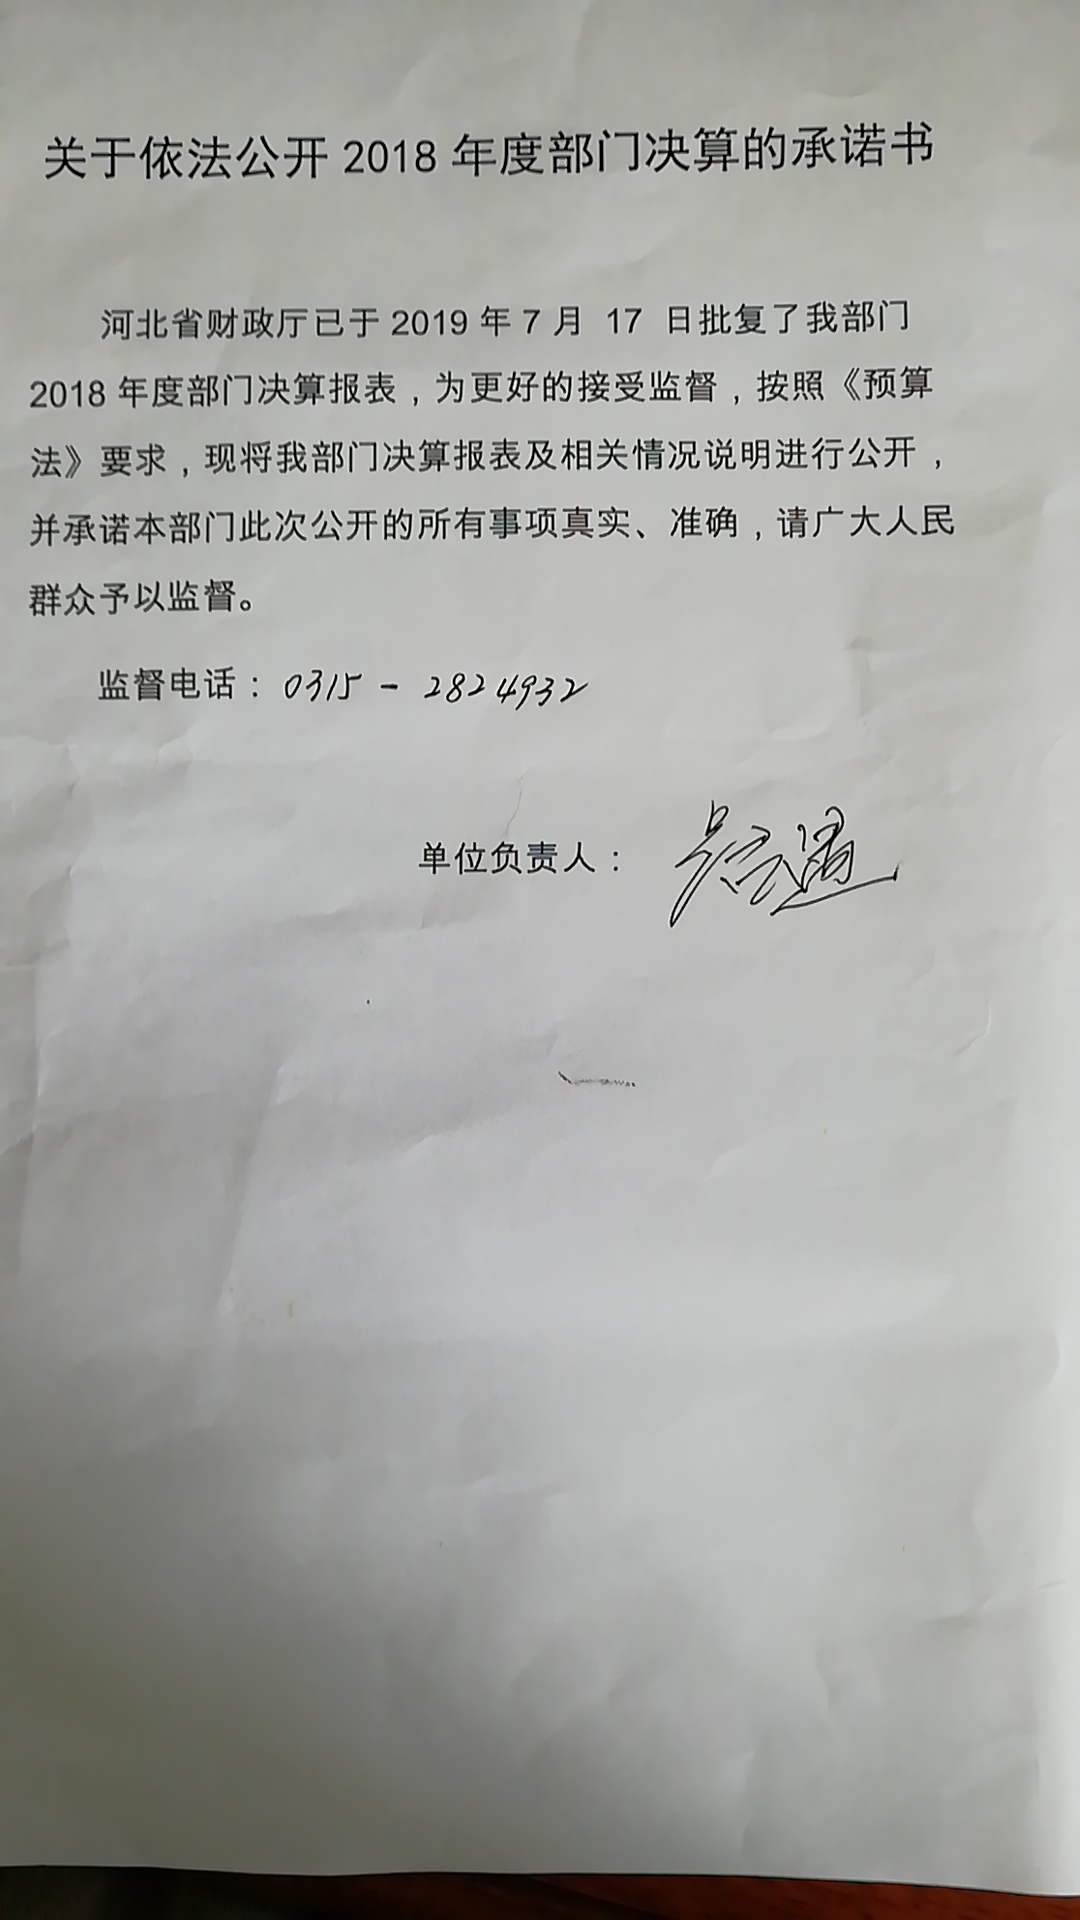 关于依法公开 2018 年度部门决算的承诺书
河北省财政厅已于 2019 年 7 月 17 日批复了我部门
2018 年度部门决算报表，为更好的接受监督，按照《预算
法》要求，现将我部门决算报表及相关情况说明进行公开，
并承诺本部门此次公开的所有事项真实、准确，请广大人民
群众予以监督。
监督电话：0315 - 2824932
单位负责人：